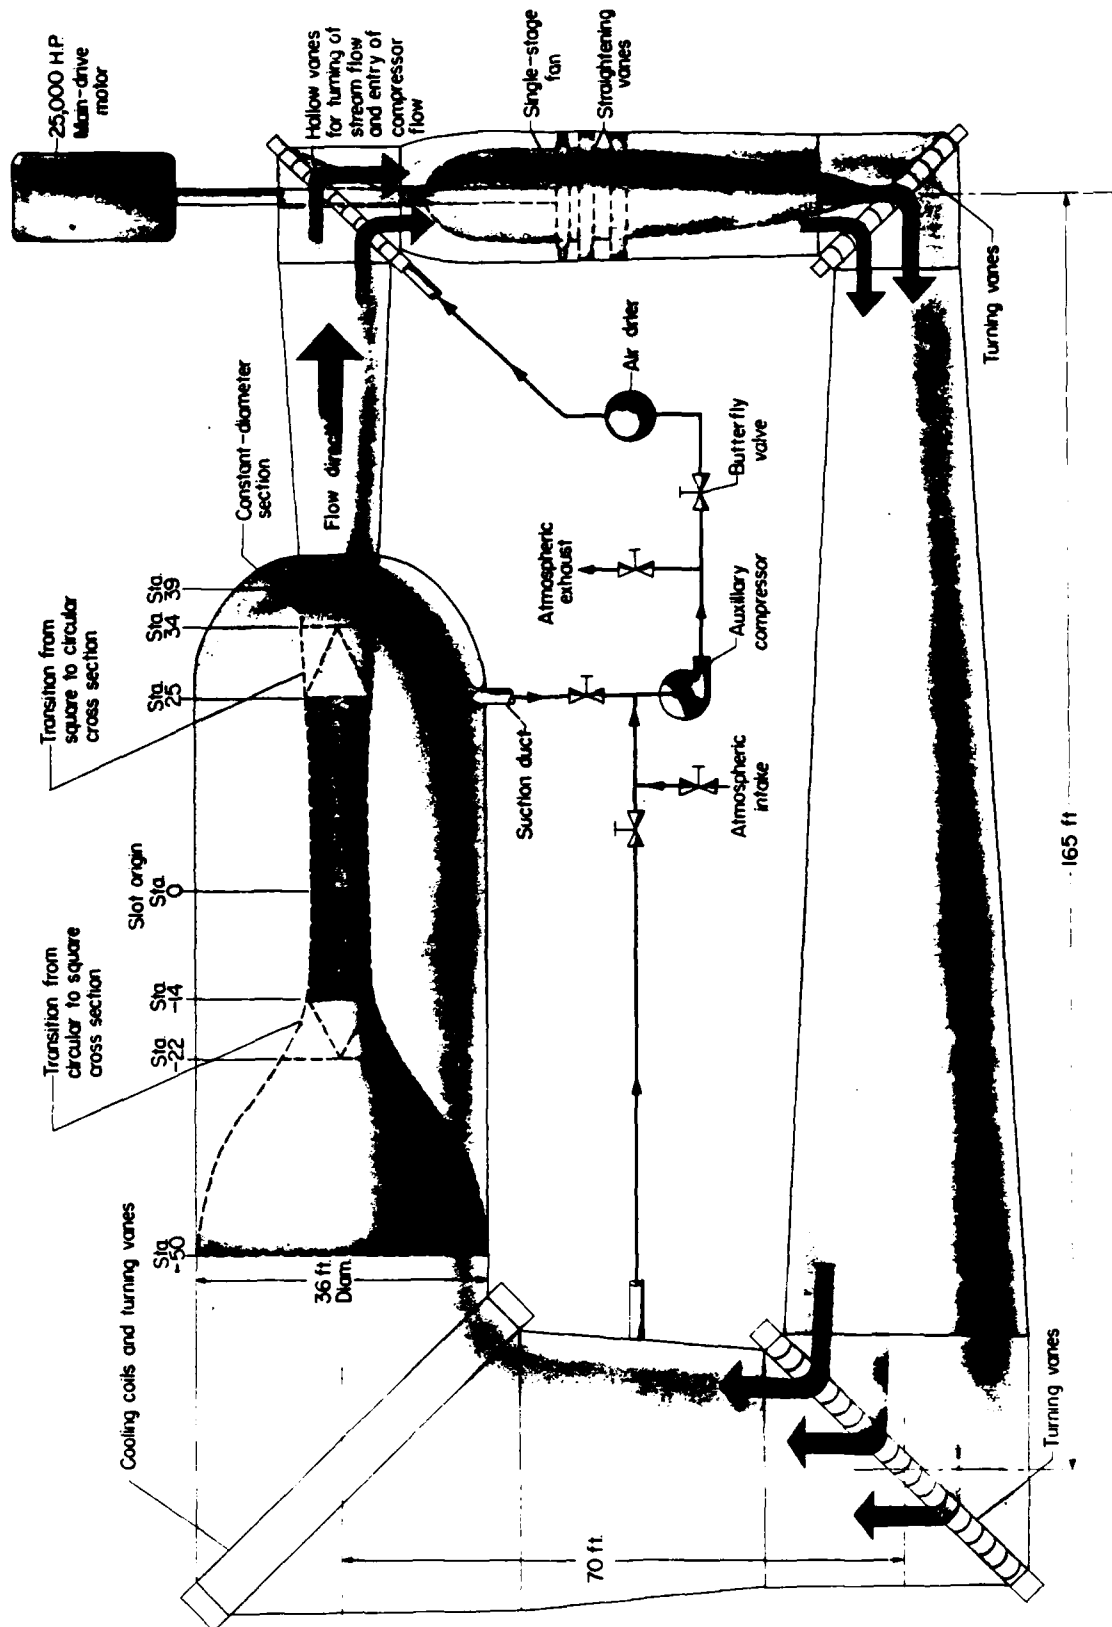 25,000 H.P.
Main-drive
motor
Hollow vanes
for turning of
stream flow
and entry of
compressor
flow
Single-stage
fan
Straightening
vanes
Turning vanes
Constant-diameter
section
Flow direction
Air drier
Butterfly
valve
Atmospheric
exhaust
Auxillary
compressor
Transition from
square to circular
cross section
Sta.
39
Sta.
34
Sta.
25
Suction duct
Atmospheric
intake
Slot origin
Sta.
0
Transition from
circular to square
cross section
Sta.
-14
Sta.
-22
Sta.
-50
36 ft.
Diam.
Cooling coils and turning vanes
165 ft
70 ft.
Turning vanes